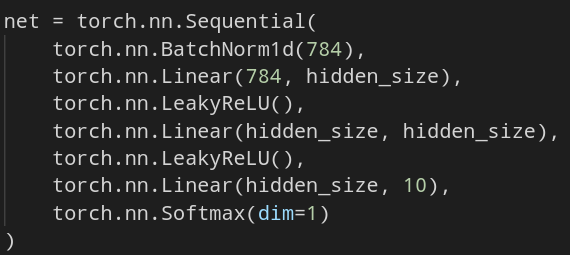 net = torch.nn.Sequential(
    torch.nn.BatchNorm1d(784),
    torch.nn.Linear(784, hidden_size),
    torch.nn.LeakyReLU(),
    torch.nn.Linear(hidden_size, hidden_size),
    torch.nn.LeakyReLU(),
    torch.nn.Linear(hidden_size, 10),
    torch.nn.Softmax(dim=1)
)